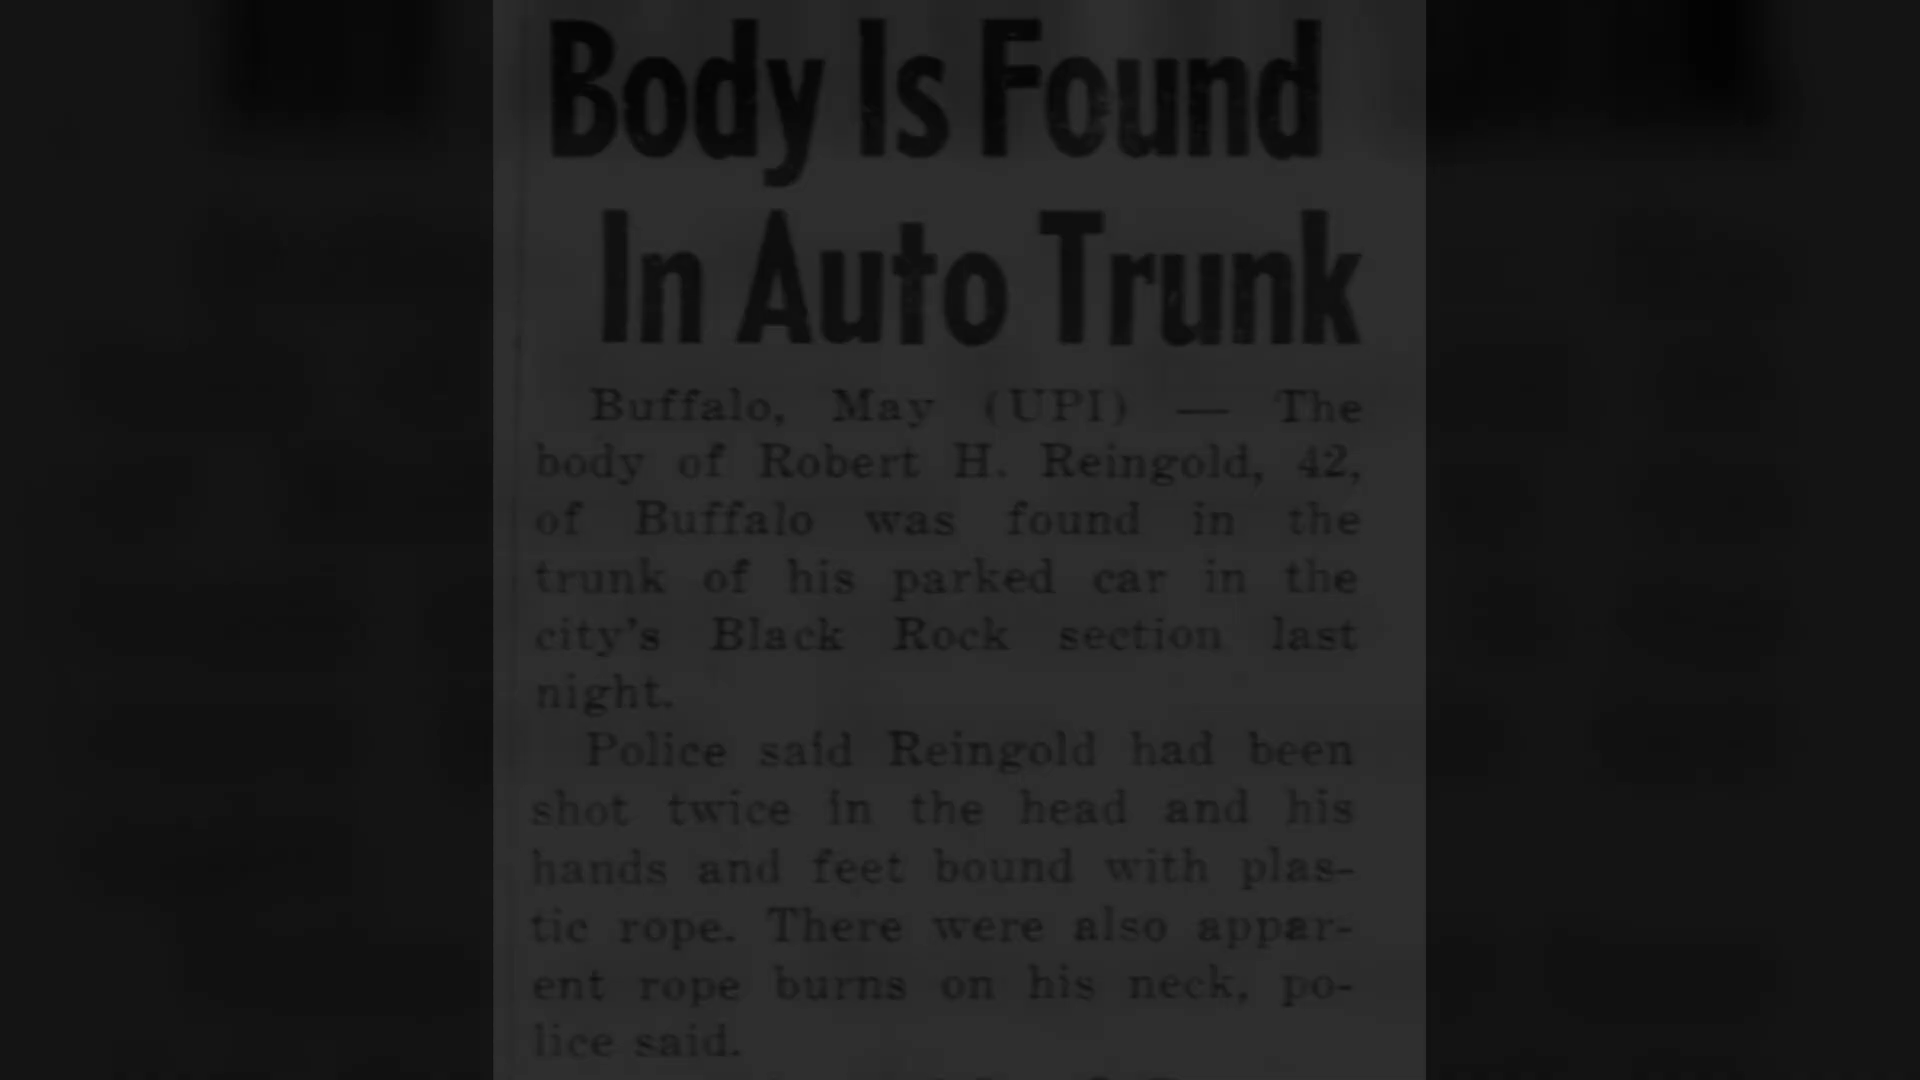 Body Is Found
In Auto Trunk
Buffalo, May (UPI) — The
body of Robert H. Reingold, 42,
of Buffalo was found in the
trunk of his parked car in the
city's Black Rock section last
night.
Police said Reingold had been
shot twice in the head and his
hands and feet bound with plas-
tic rope. There were also appar-
ent rope burns on his neck, po-
lice said.